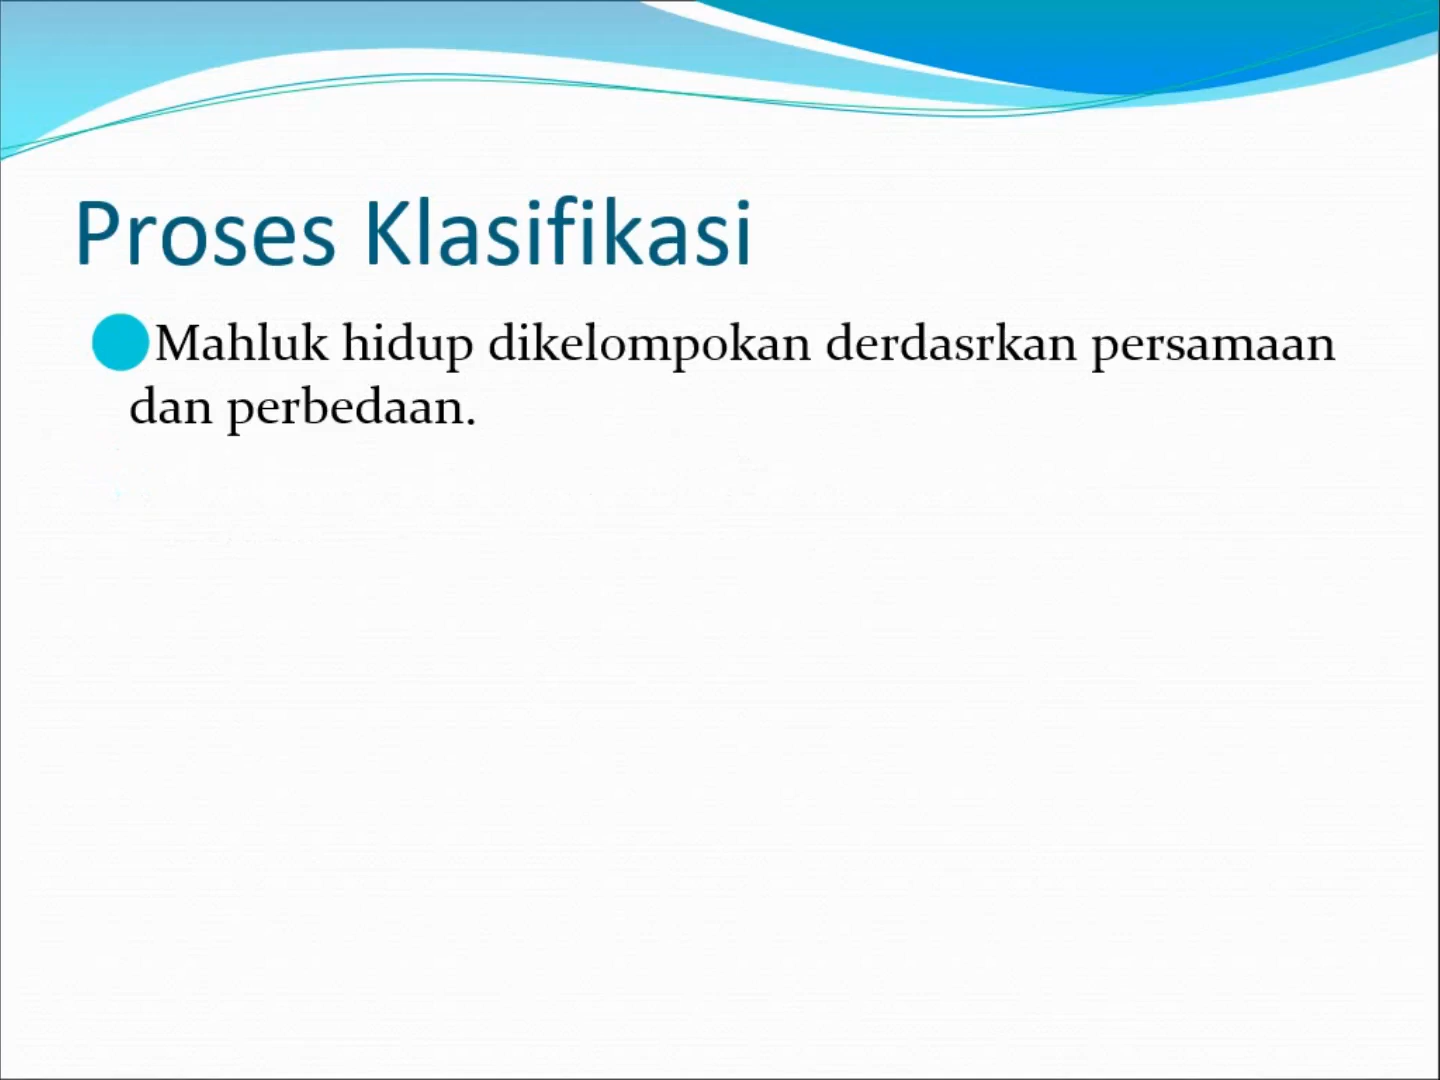 Proses Klasifikasi
Mahluk hidup dikelompokan derdasrkan persamaan
dan perbedaan.